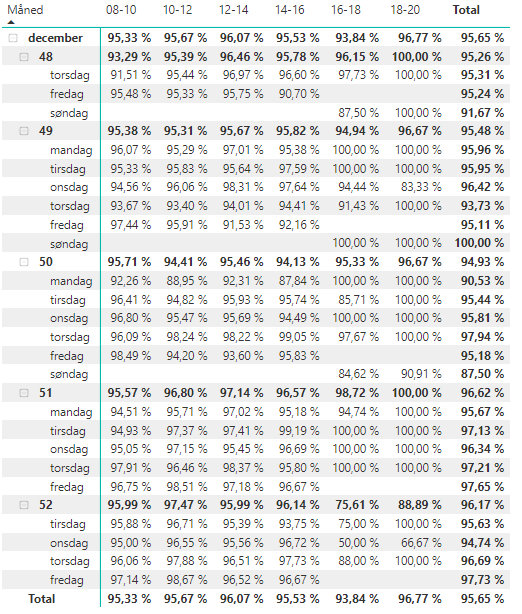 Måned 08-10 10-12 12-14 14-16 16-18 18-20 Total
december 95,33 % 95,67 % 96,07 % 95,53 % 93,84 % 96,77 % 95,65 %
48 93,29 % 95,39 % 96,46 % 95,78 % 96,15 % 100,00 % 95,26 %
torsdag 91,51 % 95,44 % 96,97 % 96,60 % 97,73 % 100,00 % 95,31 %
fredag 95,48 % 95,33 % 95,75 % 90,70 % 95,24 %
søndag 87,50 % 100,00 % 91,67 %
49 95,38 % 95,31 % 95,67 % 95,82 % 94,94 % 96,67 % 95,48 %
mandag 96,07 % 95,29 % 97,01 % 95,38 % 100,00 % 100,00 % 95,96 %
tirsdag 95,33 % 95,83 % 95,64 % 97,59 % 100,00 % 100,00 % 95,95 %
onsdag 94,56 % 96,06 % 98,31 % 97,64 % 94,44 % 83,33 % 96,42 %
torsdag 93,67 % 93,40 % 94,01 % 94,41 % 91,43 % 100,00 % 93,73 %
fredag 97,44 % 95,91 % 91,53 % 92,16 % 95,11 %
søndag 100,00 % 100,00 % 100,00 %
50 95,71 % 94,41 % 95,46 % 94,13 % 95,33 % 96,67 % 94,93 %
mandag 92,26 % 88,95 % 92,31 % 87,84 % 100,00 % 100,00 % 90,53 %
tirsdag 96,41 % 94,82 % 95,93 % 95,74 % 85,71 % 100,00 % 95,44 %
onsdag 96,80 % 95,47 % 95,69 % 94,49 % 100,00 % 100,00 % 95,81 %
torsdag 96,09 % 98,24 % 98,22 % 99,05 % 97,67 % 100,00 % 97,94 %
fredag 98,49 % 94,20 % 93,60 % 95,83 % 95,18 %
søndag 84,62 % 90,91 % 87,50 %
51 95,57 % 96,80 % 97,14 % 96,57 % 98,72 % 100,00 % 96,62 %
mandag 94,51 % 95,71 % 97,02 % 95,18 % 94,74 % 100,00 % 95,67 %
tirsdag 94,93 % 97,37 % 97,41 % 99,19 % 100,00 % 100,00 % 97,13 %
onsdag 95,05 % 97,15 % 95,45 % 96,69 % 100,00 % 100,00 % 96,34 %
torsdag 97,91 % 96,46 % 98,37 % 95,80 % 100,00 % 100,00 % 97,21 %
fredag 96,75 % 98,51 % 97,18 % 96,67 % 97,65 %
52 95,99 % 97,47 % 95,99 % 96,14 % 75,61 % 88,89 % 96,17 %
tirsdag 95,88 % 96,71 % 95,39 % 93,75 % 75,00 % 100,00 % 95,63 %
onsdag 95,00 % 96,55 % 95,56 % 96,72 % 50,00 % 66,67 % 94,74 %
torsdag 96,06 % 97,88 % 96,51 % 97,73 % 88,00 % 100,00 % 96,69 %
fredag 97,14 % 98,67 % 96,52 % 96,67 % 97,73 %
Total 95,33 % 95,67 % 96,07 % 95,53 % 93,84 % 96,77 % 95,65 %